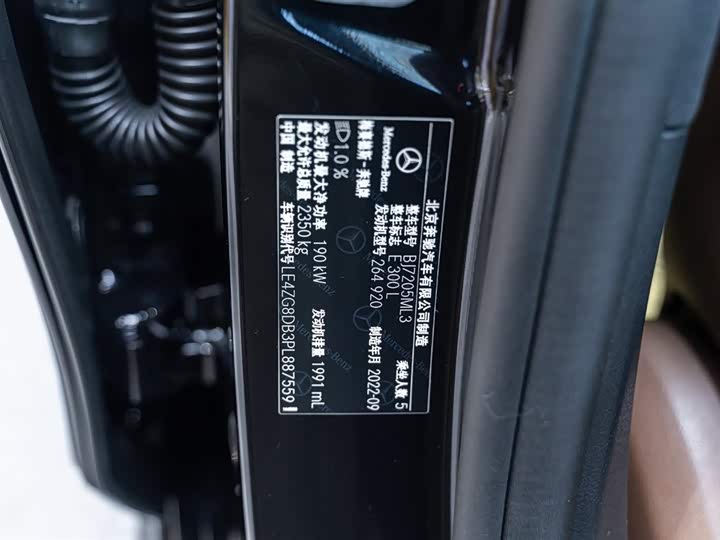 北京奔驰汽车有限公司制造
Mercedes-Benz
梅赛德斯-奔驰牌
整车型号 BJ7205ML3 乘坐人数 5
整车标志 E 300 L
发动机型号 264 920 制造年月 2022-09
1.0 %
发动机最大净功率 190 kW 发动机排量 1991 mL
最大允许总质量 2350 kg
车辆识别代号 LE4ZG8DB3PL887559
中国 制造